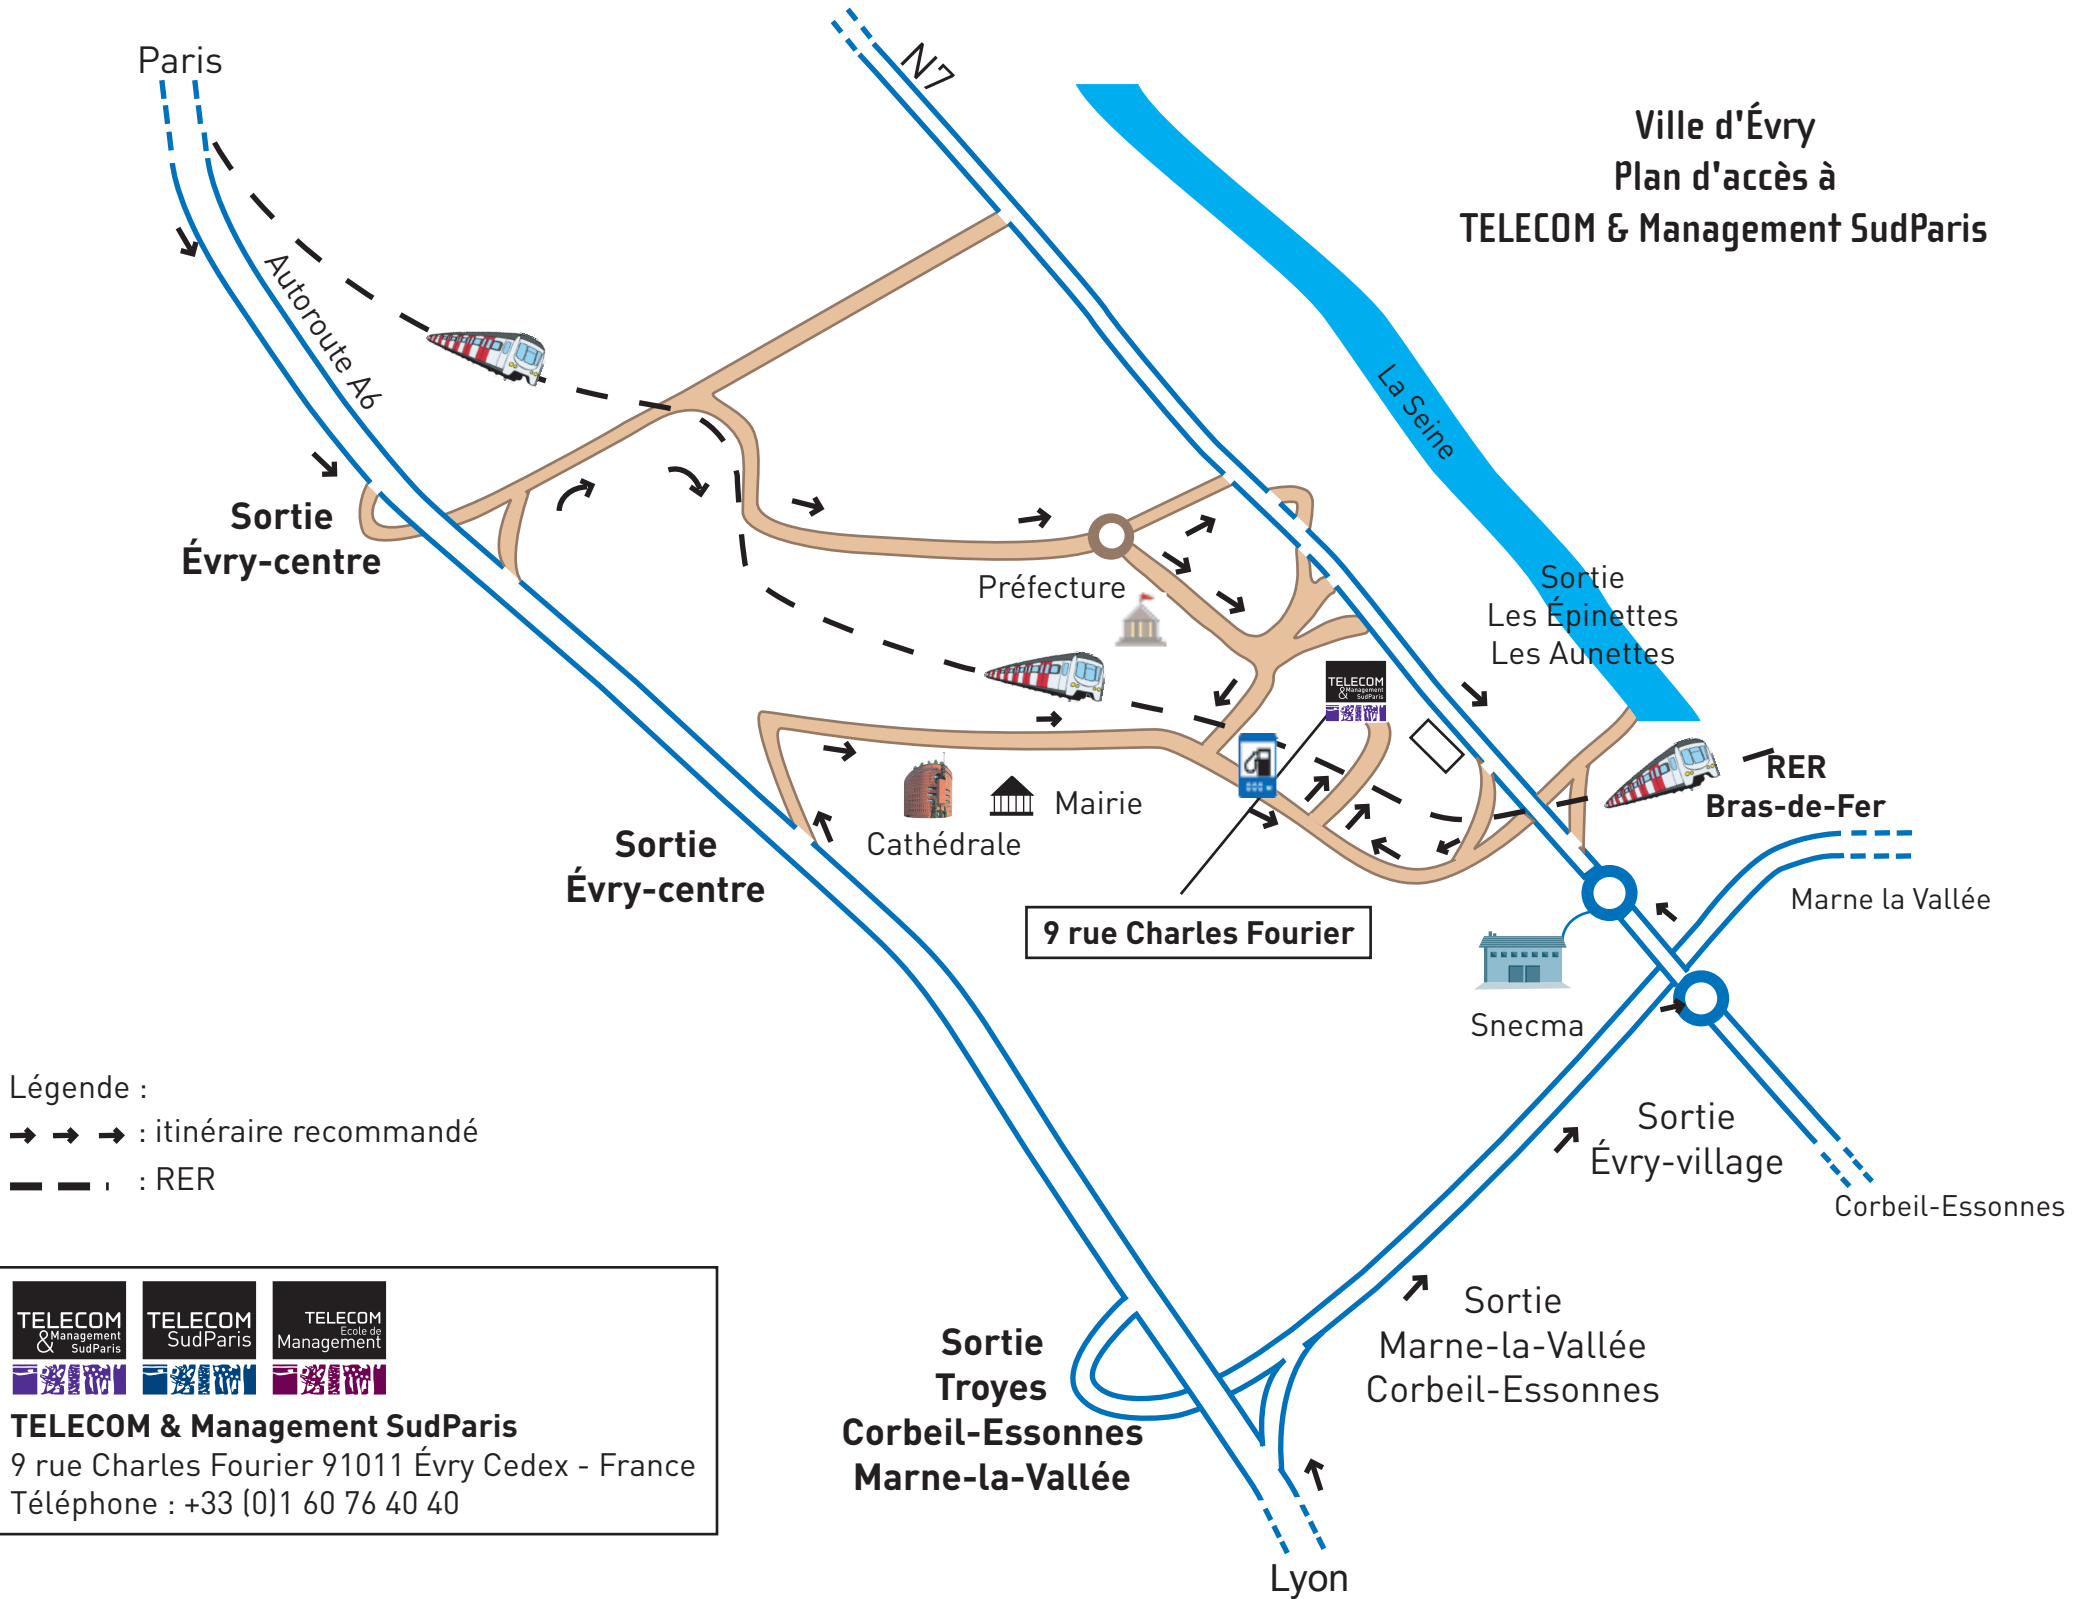 Paris
N7
Ville d'Évry
Plan d'accès à
TELECOM & Management SudParis
Autoroute A6
La Seine
Sortie
Évry-centre
Préfecture
Sortie
Les Épinettes
Les Aunettes
TELECOM
& Management
SudParis
RER
Bras-de-Fer
Mairie
Cathédrale
Sortie
Évry-centre
Marne la Vallée
9 rue Charles Fourier
Snecma
Légende :
: itinéraire recommandé
: RER
Sortie
Évry-village
Corbeil-Essonnes
Sortie
Marne-la-Vallée
Corbeil-Essonnes
Sortie
Troyes
Corbeil-Essonnes
Marne-la-Vallée
Lyon
TELECOM
& Management
SudParis
TELECOM
SudParis
TELECOM
Ecole de
Management
TELECOM & Management SudParis
9 rue Charles Fourier 91011 Évry Cedex - France
Téléphone : +33 (0)1 60 76 40 40